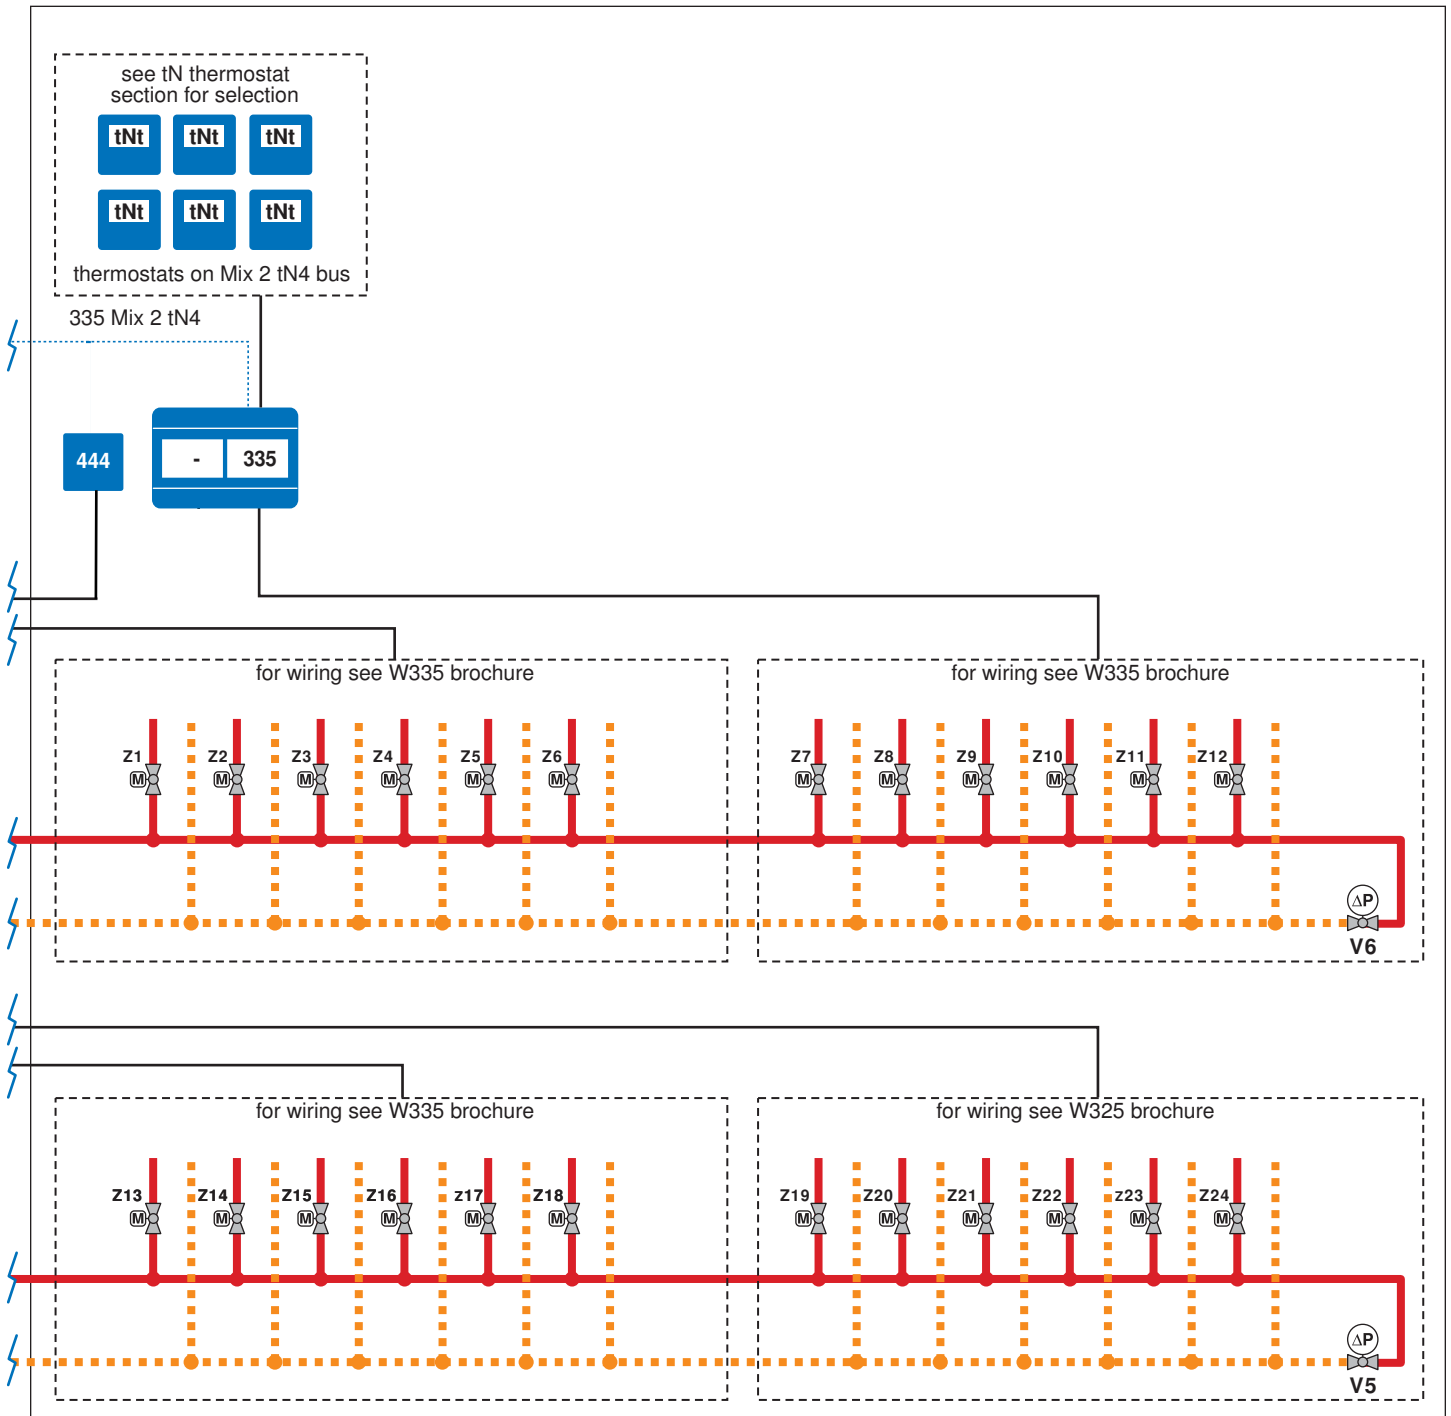 see tN thermostat
section for selection
tNt tNt tNt
tNt tNt tNt
thermostats on Mix 2 tN4 bus
335 Mix 2 tN4
444
- 335
for wiring see W335 brochure
for wiring see W335 brochure
Z1 Z2 Z3 Z4 Z5 Z6
M M M M M M
Z7 Z8 Z9 Z10 Z11 Z12
M M M M M M
ΔP
V6
for wiring see W335 brochure
for wiring see W325 brochure
Z13 Z14 Z15 Z16 z17 Z18
M M M M M M
Z19 Z20 Z21 Z22 z23 Z24
M M M M M M
ΔP
V5